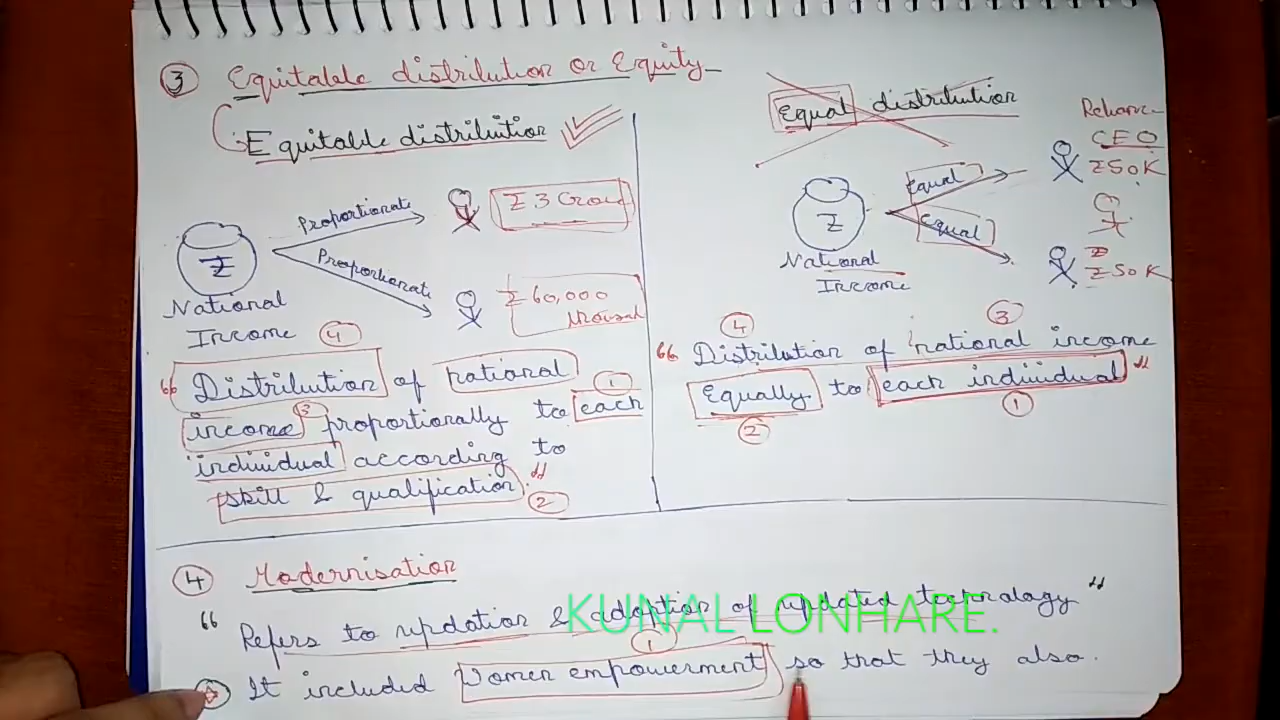 ③ Equitable distribution or Equity
Equitable distribution
Proportionate
Proportionate
₹ 3 Crore
₹ 60,000
₹
National
Income ④
"Distribution of national ①
income ③ proportionally to each
individual according to
skill & qualification." ②
Equal distribution
CEO
₹50K
Equal
Equal
₹
₹50K
National
Income
④ ③
"Distribution of national income
Equally to each individual"
② ①
④ Modernisation
"Refers to updation & adoption of updated technology"
KUNAL LONHARE.
①
It included Women empowerment so that they also